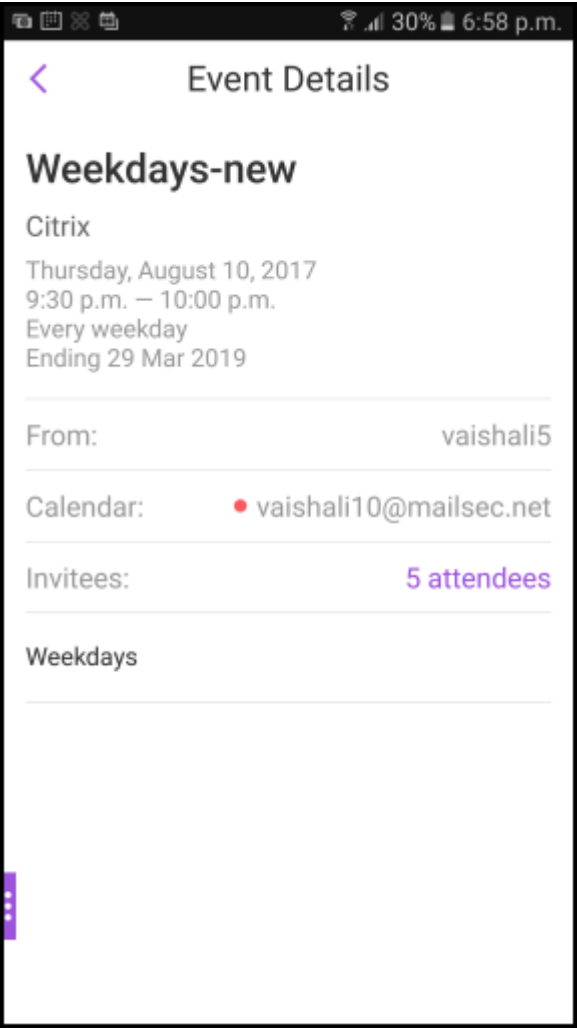 30% 6:58 p.m.
Event Details
Weekdays-new
Citrix
Thursday, August 10, 2017
9:30 p.m. — 10:00 p.m.
Every weekday
Ending 29 Mar 2019
From: vaishali5
Calendar: vaishali10@mailsec.net
Invitees: 5 attendees
Weekdays